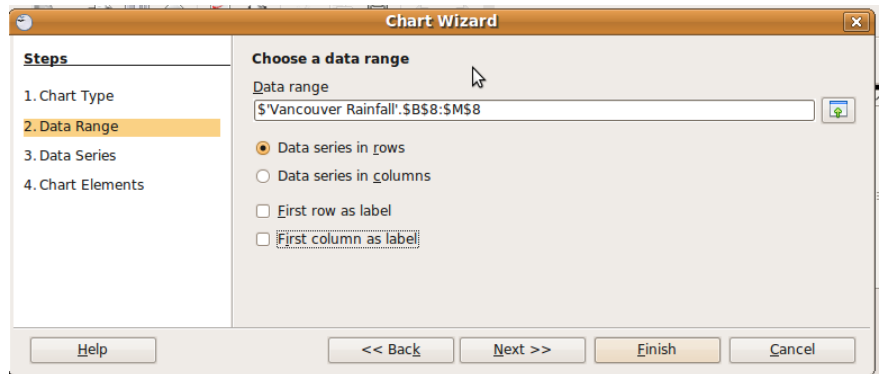 Chart Wizard
Steps
1. Chart Type
2. Data Range
3. Data Series
4. Chart Elements
Choose a data range
Data range
$'Vancouver Rainfall'.$B$8:$M$8
Data series in rows
Data series in columns
First row as label
First column as label
Help
<< Back
Next >>
Finish
Cancel